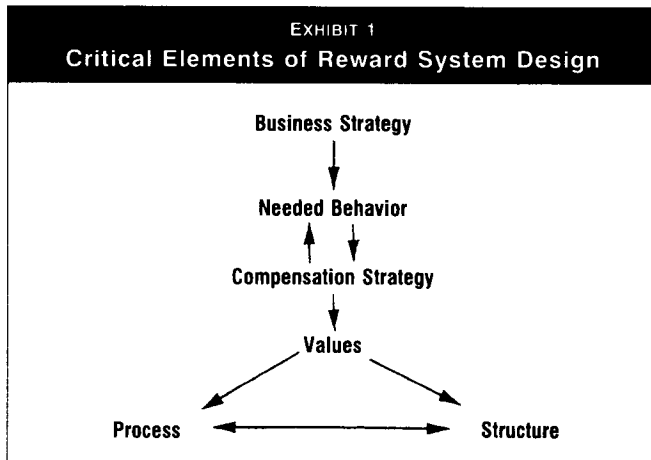 EXHIBIT 1
Critical Elements of Reward System Design
Business Strategy
Needed Behavior
Compensation Strategy
Values
Process Structure